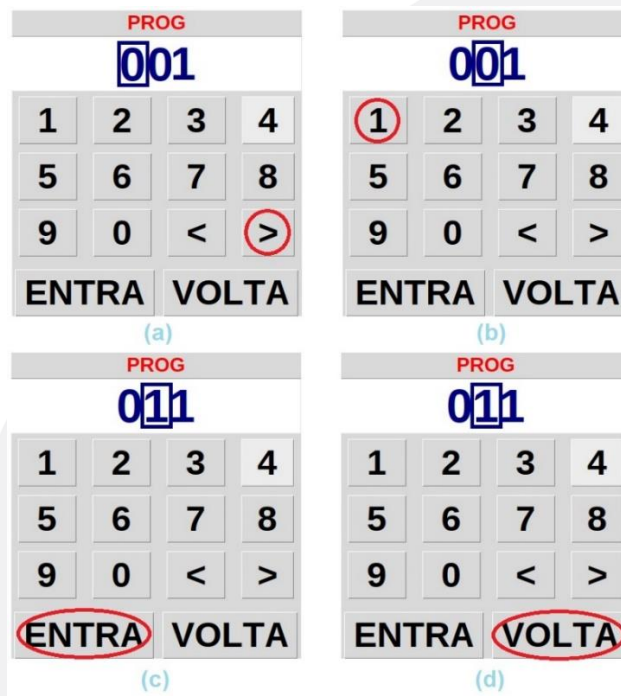 PROG
001
1 2 3 4
5 6 7 8
9 0 < >
ENTRA VOLTA
(a)
PROG
001
1 2 3 4
5 6 7 8
9 0 < >
ENTRA VOLTA
(b)
PROG
011
1 2 3 4
5 6 7 8
9 0 < >
ENTRA VOLTA
(c)
PROG
011
1 2 3 4
5 6 7 8
9 0 < >
ENTRA VOLTA
(d)